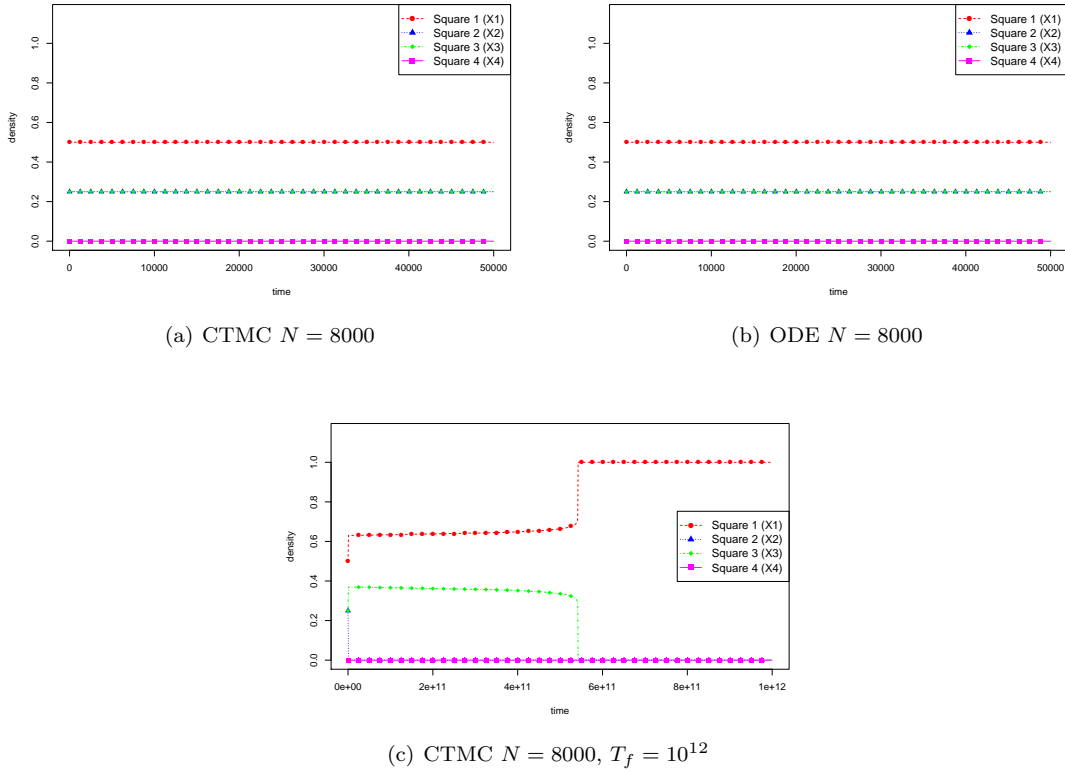 Square 1 (X1)
Square 2 (X2)
Square 3 (X3)
Square 4 (X4)
density
0.0 0.2 0.4 0.6 0.8 1.0
0 10000 20000 30000 40000 50000
time
(a) CTMC N = 8000
Square 1 (X1)
Square 2 (X2)
Square 3 (X3)
Square 4 (X4)
density
0.0 0.2 0.4 0.6 0.8 1.0
0 10000 20000 30000 40000 50000
time
(b) ODE N = 8000
Square 1 (X1)
Square 2 (X2)
Square 3 (X3)
Square 4 (X4)
density
0.0 0.2 0.4 0.6 0.8 1.0
0e+00 2e+11 4e+11 6e+11 8e+11 1e+12
time
(c) CTMC N = 8000, T_f = 10^12